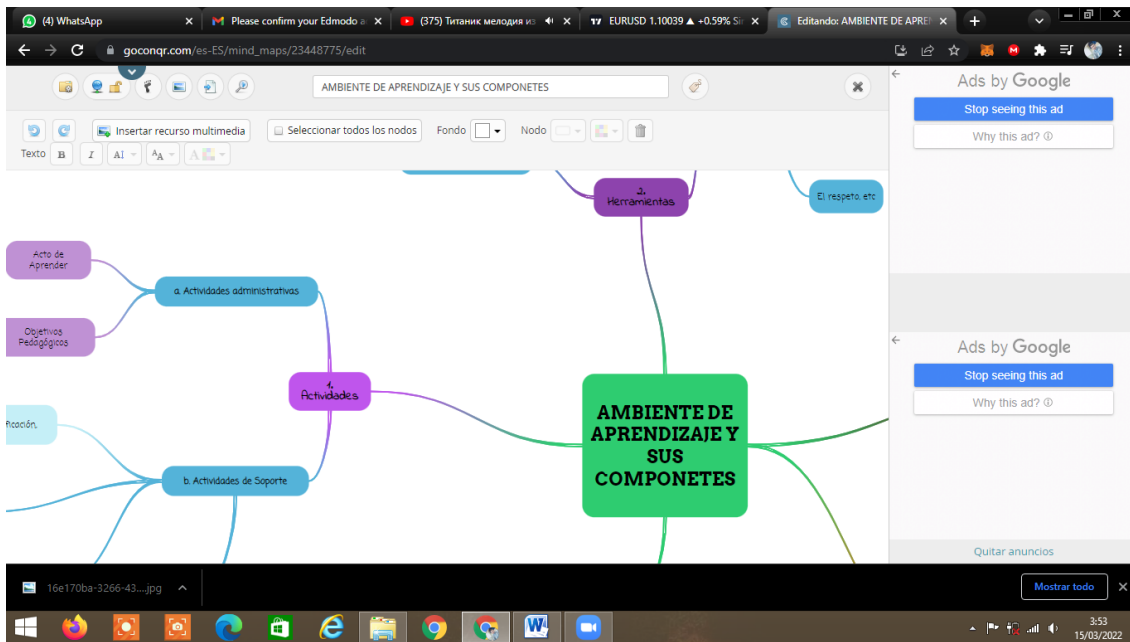 (4) WhatsApp
Please confirm your Edmodo a
(375) Титаник мелодия из
EURUSD 1.10039 ▲ +0.59% Si
Editando: AMBIENTE DE APRE
goconqr.com/es-ES/mind_maps/23448775/edit
AMBIENTE DE APRENDIZAJE Y SUS COMPONETES
Insertar recurso multimedia
Seleccionar todos los nodos
Fondo
Nodo
Texto
B
I
AI
AA
A
Ads by Google
Stop seeing this ad
Why this ad?
2.
Herramientas
El respeto. etc
Acto de
Aprender
a. Actividades administrativas
Objetivos
Pedagógicos
1.
Actividades
ficación,
b. Actividades de Soporte
AMBIENTE DE
APRENDIZAJE Y
SUS
COMPONETES
Ads by Google
Stop seeing this ad
Why this ad?
Quitar anuncios
16e170ba-3266-43....jpg
Mostrar todo
3:53
15/03/2022